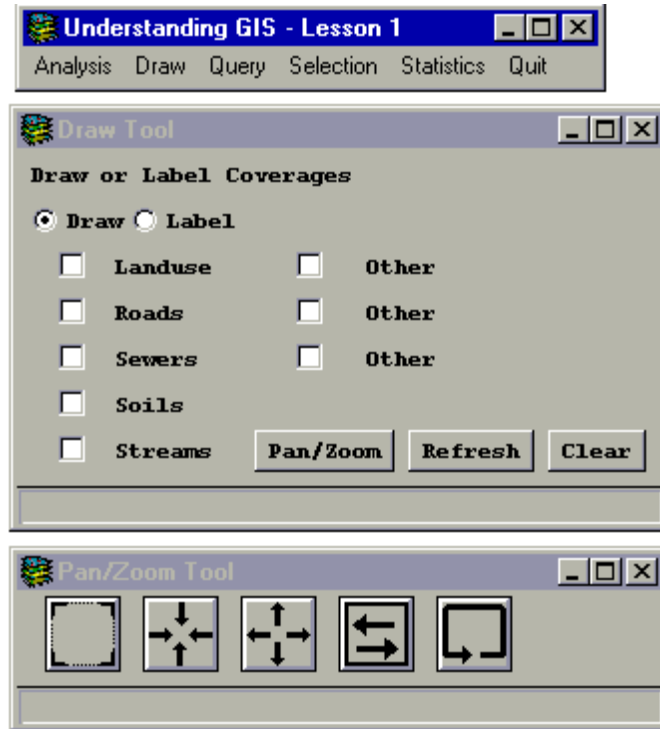 Understanding GIS - Lesson 1
Analysis Draw Query Selection Statistics Quit
Draw Tool
Draw or Label Coverages
Draw Label
Landuse Other
Roads Other
Sewers Other
Soils
Streams Pan/Zoom Refresh Clear
Pan/Zoom Tool